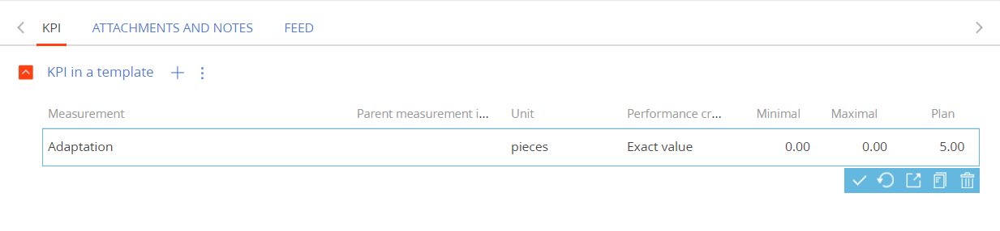 KPI ATTACHMENTS AND NOTES FEED
KPI in a template
Measurement Parent measurement i... Unit Performance cr... Minimal Maximal Plan
Adaptation pieces Exact value 0.00 0.00 5.00